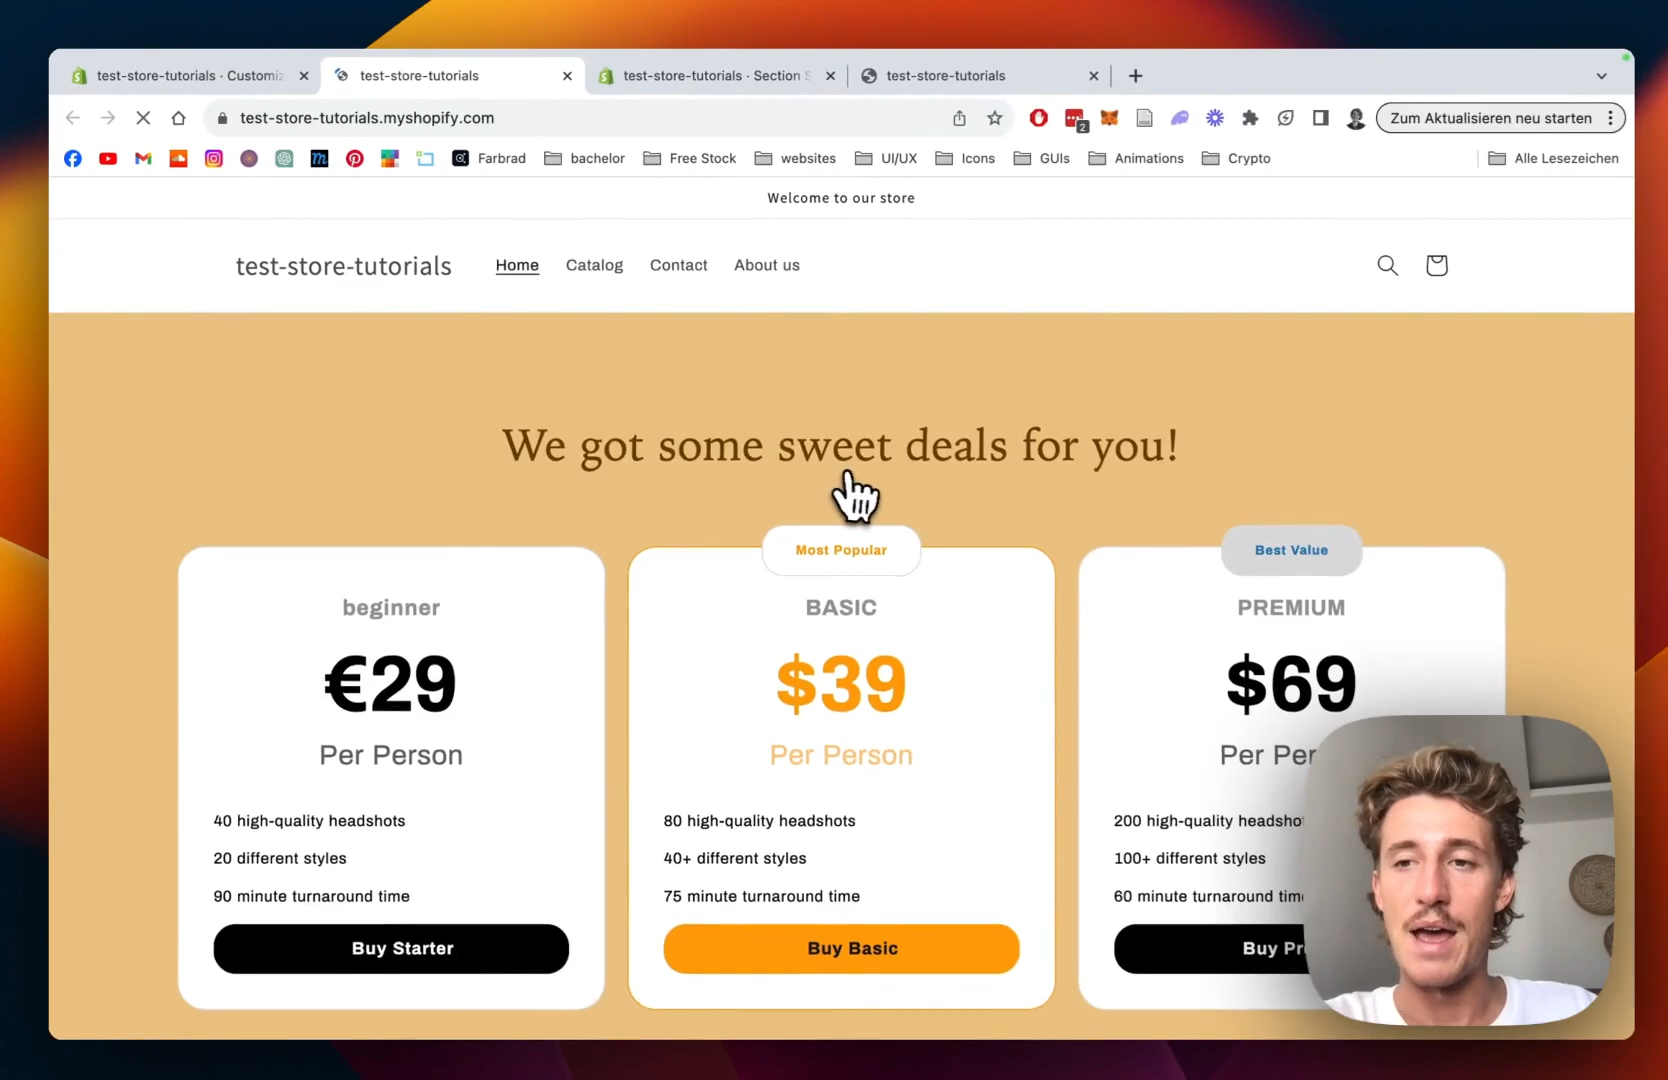 test-store-tutorials · Customiz
test-store-tutorials
test-store-tutorials · Section S
test-store-tutorials
test-store-tutorials.myshopify.com
2
Zum Aktualisieren neu starten
Farbrad
bachelor
Free Stock
websites
UI/UX
Icons
GUIs
Animations
Crypto
Alle Lesezeichen
Welcome to our store
test-store-tutorials
Home
Catalog
Contact
About us
We got some sweet deals for you!
beginner
€29
Per Person
40 high-quality headshots
20 different styles
90 minute turnaround time
Buy Starter
Most Popular
BASIC
$39
Per Person
80 high-quality headshots
40+ different styles
75 minute turnaround time
Buy Basic
Best Value
PREMIUM
$69
Per Per
200 high-quality headsho
100+ different styles
60 minute turnaround tim
Buy Pr